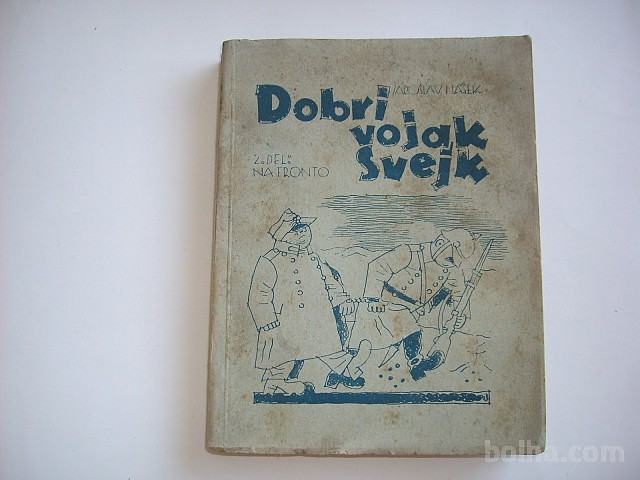 JAROSLAV HAŠEK
Dobri
vojak
Švejk
2. DEL:
NA FRONTO
bolha.com